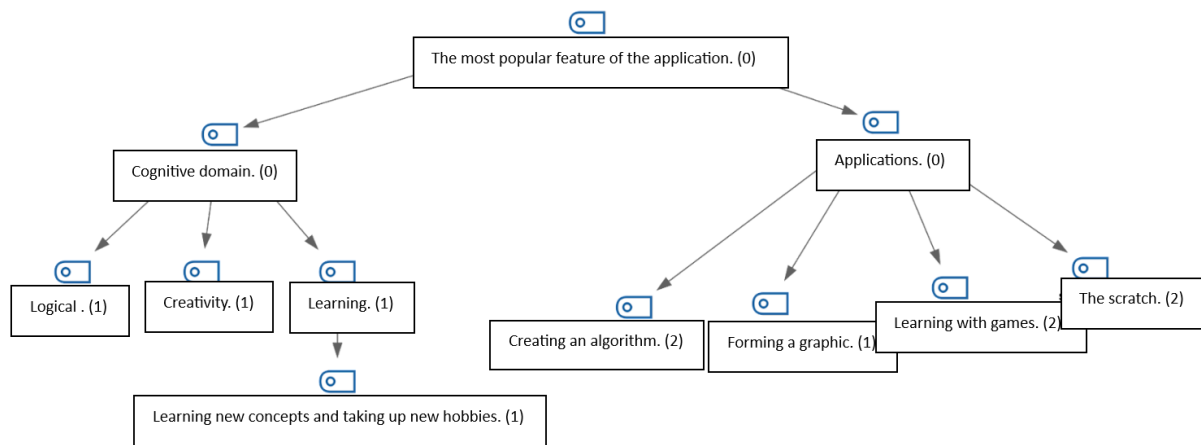 The most popular feature of the application. (0)
Cognitive domain. (0)
Applications. (0)
Logical . (1)
Creativity. (1)
Learning. (1)
Creating an algorithm. (2)
Forming a graphic. (1)
Learning with games. (2)
The scratch. (2)
Learning new concepts and taking up new hobbies. (1)